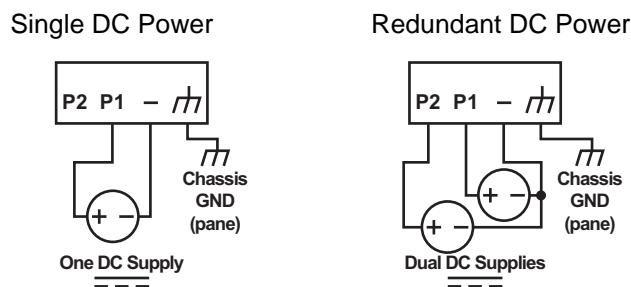 Single DC Power
P2 P1 –
Chassis
GND
(pane)
+ –
One DC Supply
Redundant DC Power
P2 P1 –
Chassis
GND
(pane)
+ –
+ –
Dual DC Supplies